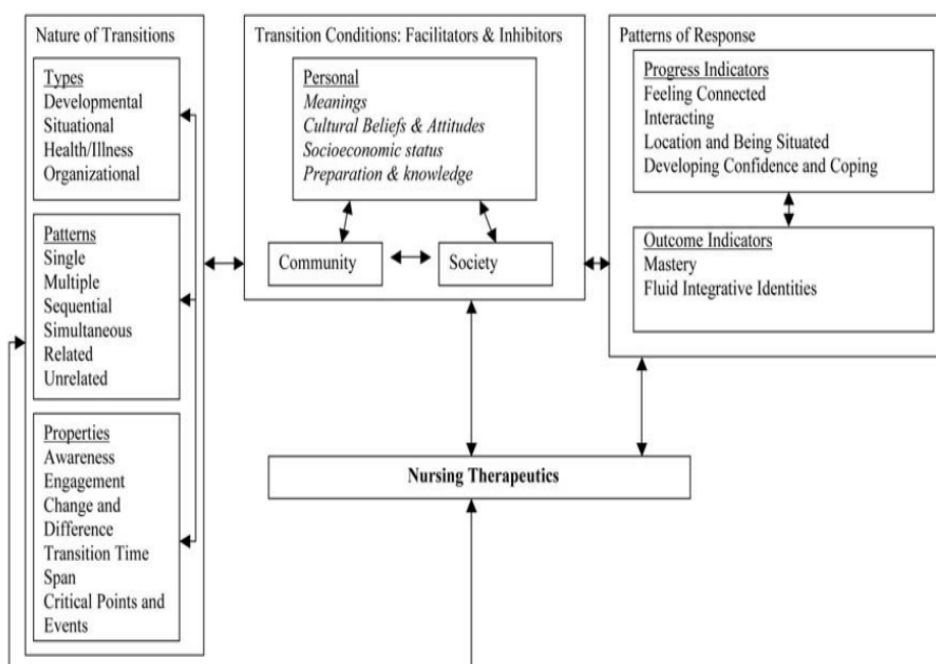 Nature of Transitions
Types
Developmental
Situational
Health/Illness
Organizational
Patterns
Single
Multiple
Sequential
Simultaneous
Related
Unrelated
Properties
Awareness
Engagement
Change and
Difference
Transition Time
Span
Critical Points and
Events
Transition Conditions: Facilitators & Inhibitors
Personal
Meanings
Cultural Beliefs & Attitudes
Socioeconomic status
Preparation & knowledge
Community
Society
Patterns of Response
Progress Indicators
Feeling Connected
Interacting
Location and Being Situated
Developing Confidence and Coping
Outcome Indicators
Mastery
Fluid Integrative Identities
Nursing Therapeutics